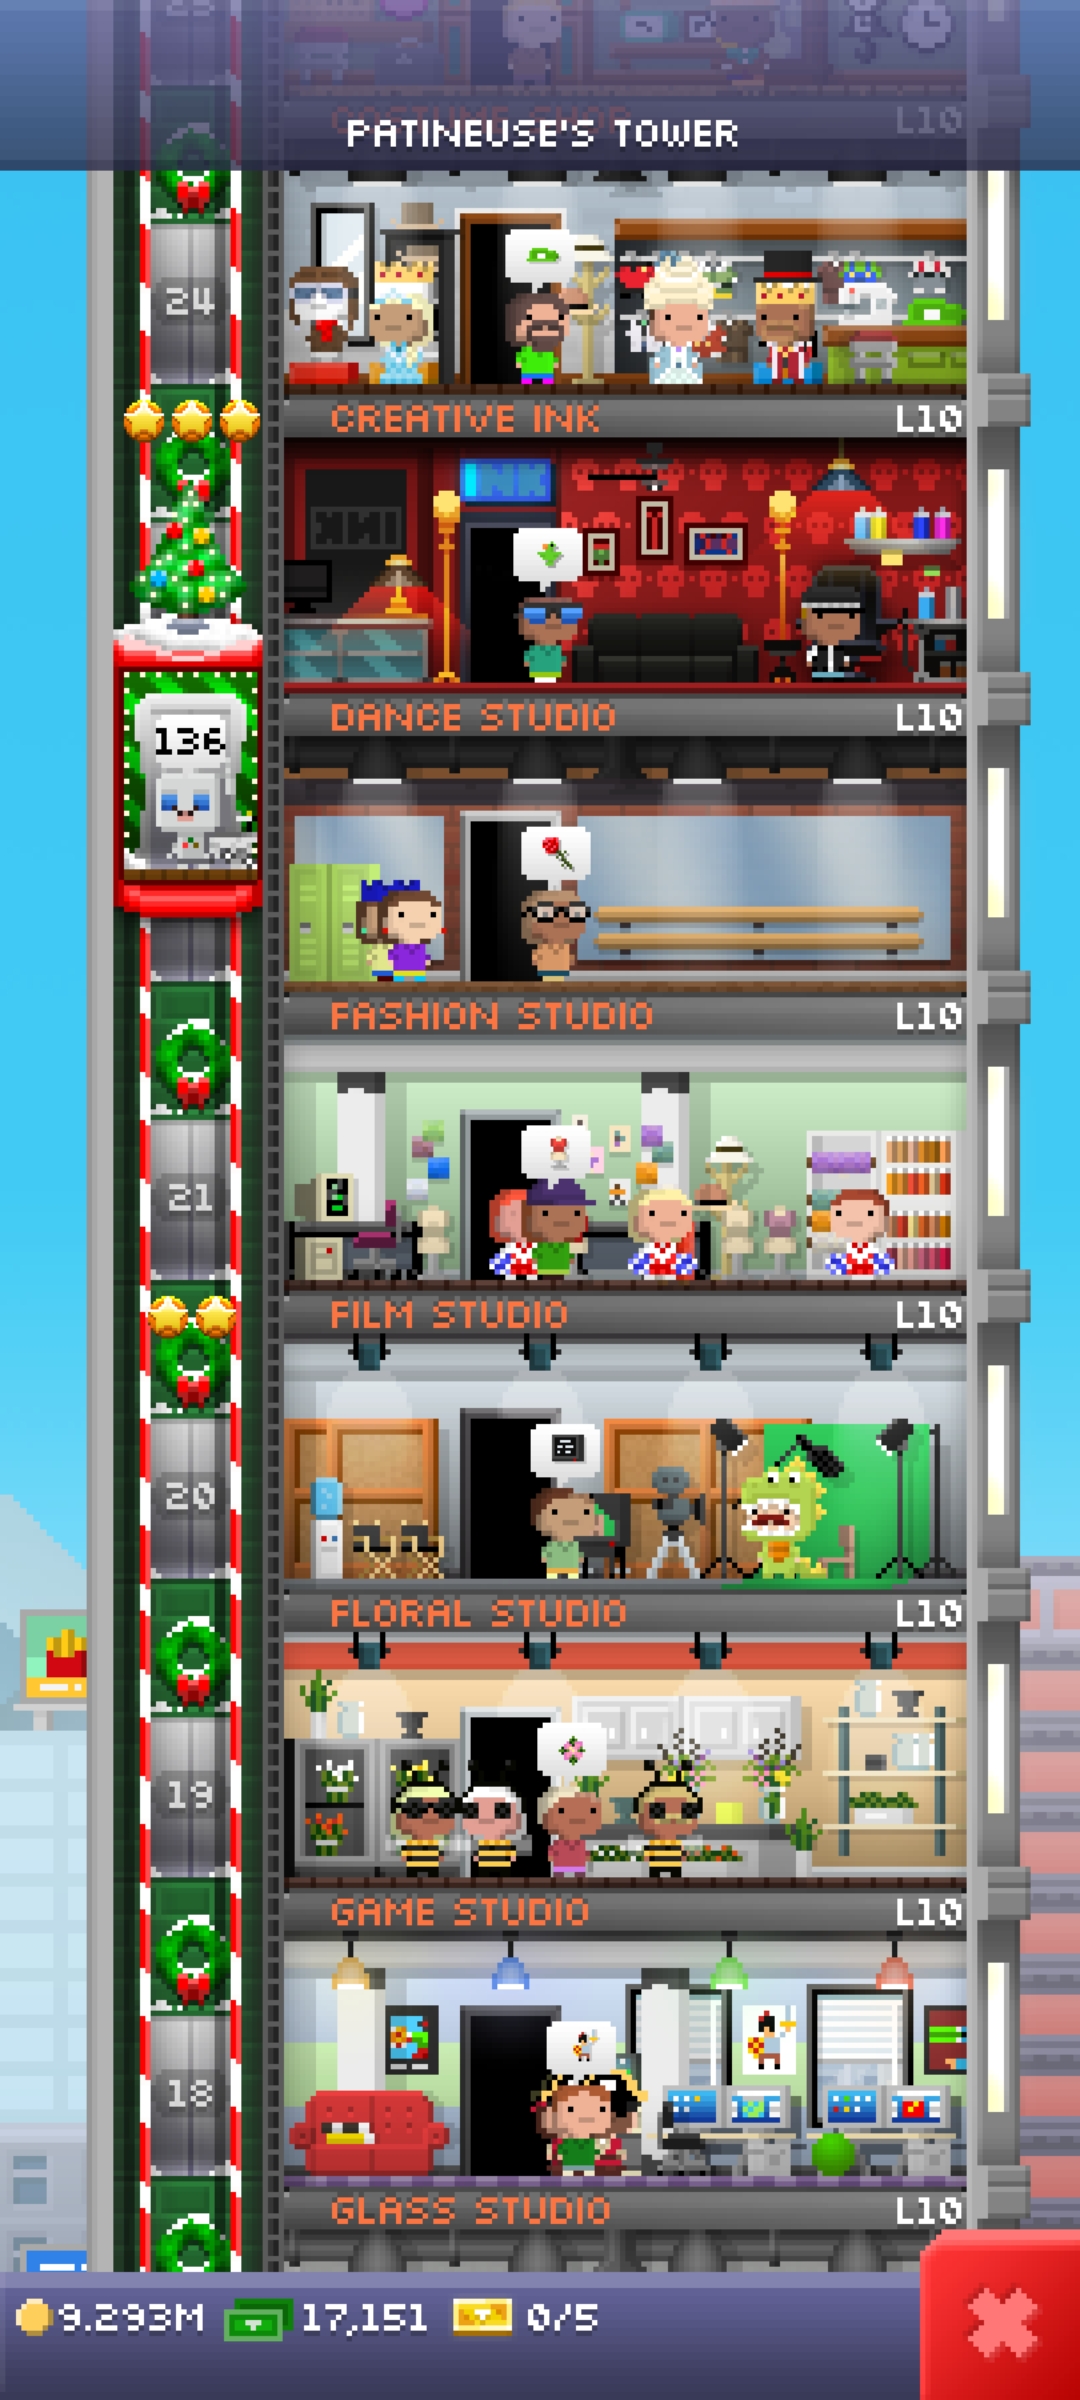 PATINEUSE'S TOWER
L10
24
CREATIVE INK L10
INK
DANCE STUDIO L10
136
FASHION STUDIO L10
21
FILM STUDIO L10
20
FLORAL STUDIO L10
19
GAME STUDIO L10
18
GLASS STUDIO L10
9.293M 17,151 0/5